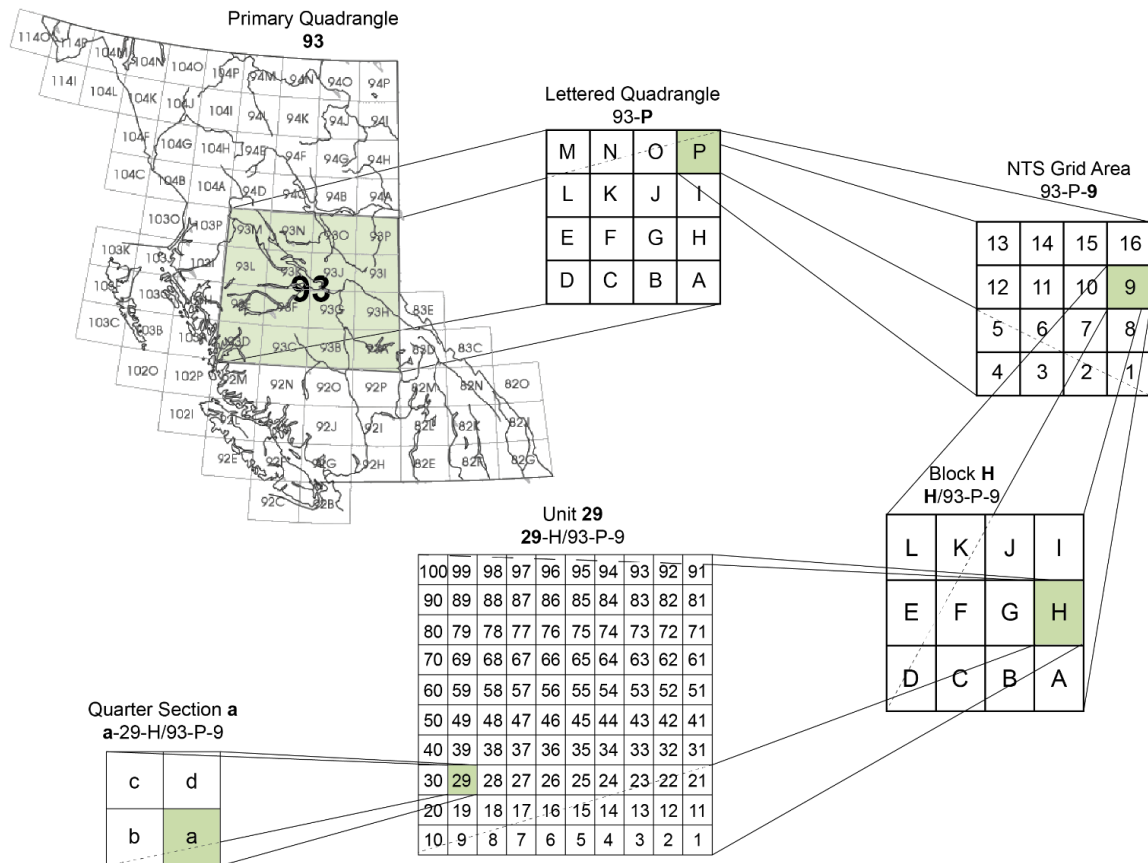 Primary Quadrangle
93
114O 114P 104M 104N 104O 104P 94M 94N 94O 94P
114I 104L 104K 104J 104I 94L 94K 94J 94I
104F 104G 104H 94E 94F 94G 94H
104C 104B 104A 94D 94C 94B 94A
103O 103P 93M 93N 93O 93P
103K 103I 93L 93K 93J 93I
93
103G 93F 93G 93H 83E
103C 103B 93D 93C 93B 93A 83D 83C
102O 102P 92M 92N 92O 92P 82M 82N 82O
102I 92L 92J 92I 82L 82K 82J
92E 92F 92G 92H 82E 82F 82G
92C 92B
Lettered Quadrangle
93-P
M N O P
L K J I
E F G H
D C B A
NTS Grid Area
93-P-9
13 14 15 16
12 11 10 9
5 6 7 8
4 3 2 1
Block H
H/93-P-9
L K J I
E F G H
D C B A
Unit 29
29-H/93-P-9
100 99 98 97 96 95 94 93 92 91
90 89 88 87 86 85 84 83 82 81
80 79 78 77 76 75 74 73 72 71
70 69 68 67 66 65 64 63 62 61
60 59 58 57 56 55 54 53 52 51
50 49 48 47 46 45 44 43 42 41
40 39 38 37 36 35 34 33 32 31
30 29 28 27 26 25 24 23 22 21
20 19 18 17 16 15 14 13 12 11
10 9 8 7 6 5 4 3 2 1
Quarter Section a
a-29-H/93-P-9
c d
b a